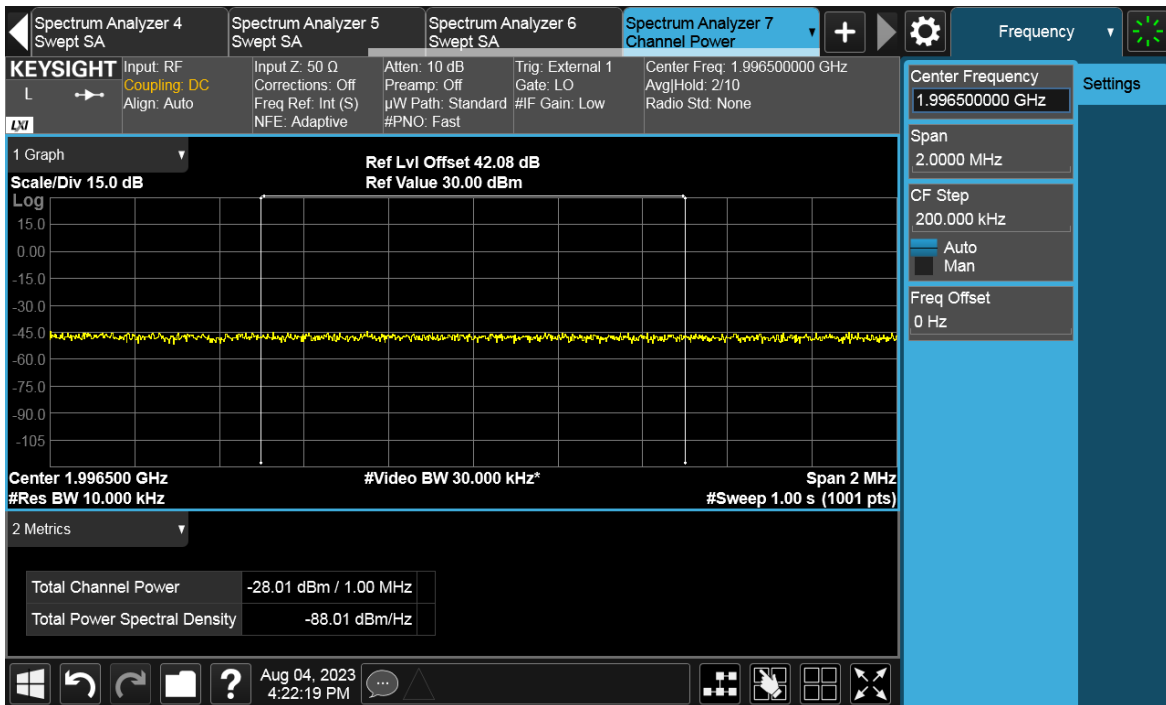 Spectrum Analyzer 4
Swept SA
Spectrum Analyzer 5
Swept SA
Spectrum Analyzer 6
Swept SA
Spectrum Analyzer 7
Channel Power
+
Frequency
KEYSIGHT
L
LXI
Input: RF
Coupling: DC
Align: Auto
Input Z: 50 Ω
Corrections: Off
Freq Ref: Int (S)
NFE: Adaptive
Atten: 10 dB
Preamp: Off
µW Path: Standard
#PNO: Fast
Trig: External 1
Gate: LO
#IF Gain: Low
Center Freq: 1.996500000 GHz
Avg|Hold: 2/10
Radio Std: None
1 Graph
Scale/Div 15.0 dB
Ref Lvl Offset 42.08 dB
Ref Value 30.00 dBm
Log
15.0
0.00
-15.0
-30.0
-45.0
-60.0
-75.0
-90.0
-105
Center 1.996500 GHz
#Video BW 30.000 kHz*
Span 2 MHz
#Res BW 10.000 kHz
#Sweep 1.00 s (1001 pts)
2 Metrics
Total Channel Power -28.01 dBm / 1.00 MHz
Total Power Spectral Density -88.01 dBm/Hz
?
Aug 04, 2023
4:22:19 PM
Center Frequency
1.996500000 GHz
Span
2.0000 MHz
CF Step
200.000 kHz
Auto
Man
Freq Offset
0 Hz
Settings